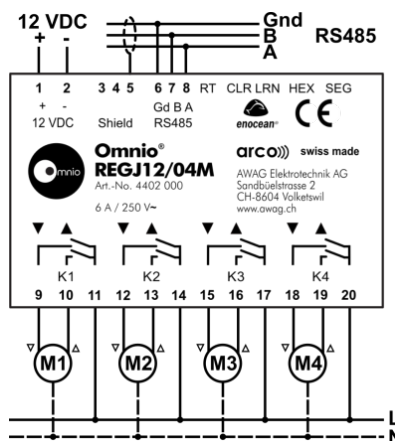 12 VDC
+ -
Gnd
B
A
RS485
1 2 3 4 5 6 7 8 RT CLR LRN HEX SEG
+ -
12 VDC
Shield
Gd B A
RS485
enocean®
CE
Omnio
Omnio®
REGJ12/04M
Art.-No. 4402 000
6 A / 250 V~
arco))) swiss made
AWAG Elektrotechnik AG
Sandbüelstrasse 2
CH-8604 Volketswil
www.awag.ch
K1 K2 K3 K4
9 10 11 12 13 14 15 16 17 18 19 20
M1 M2 M3 M4
L
N